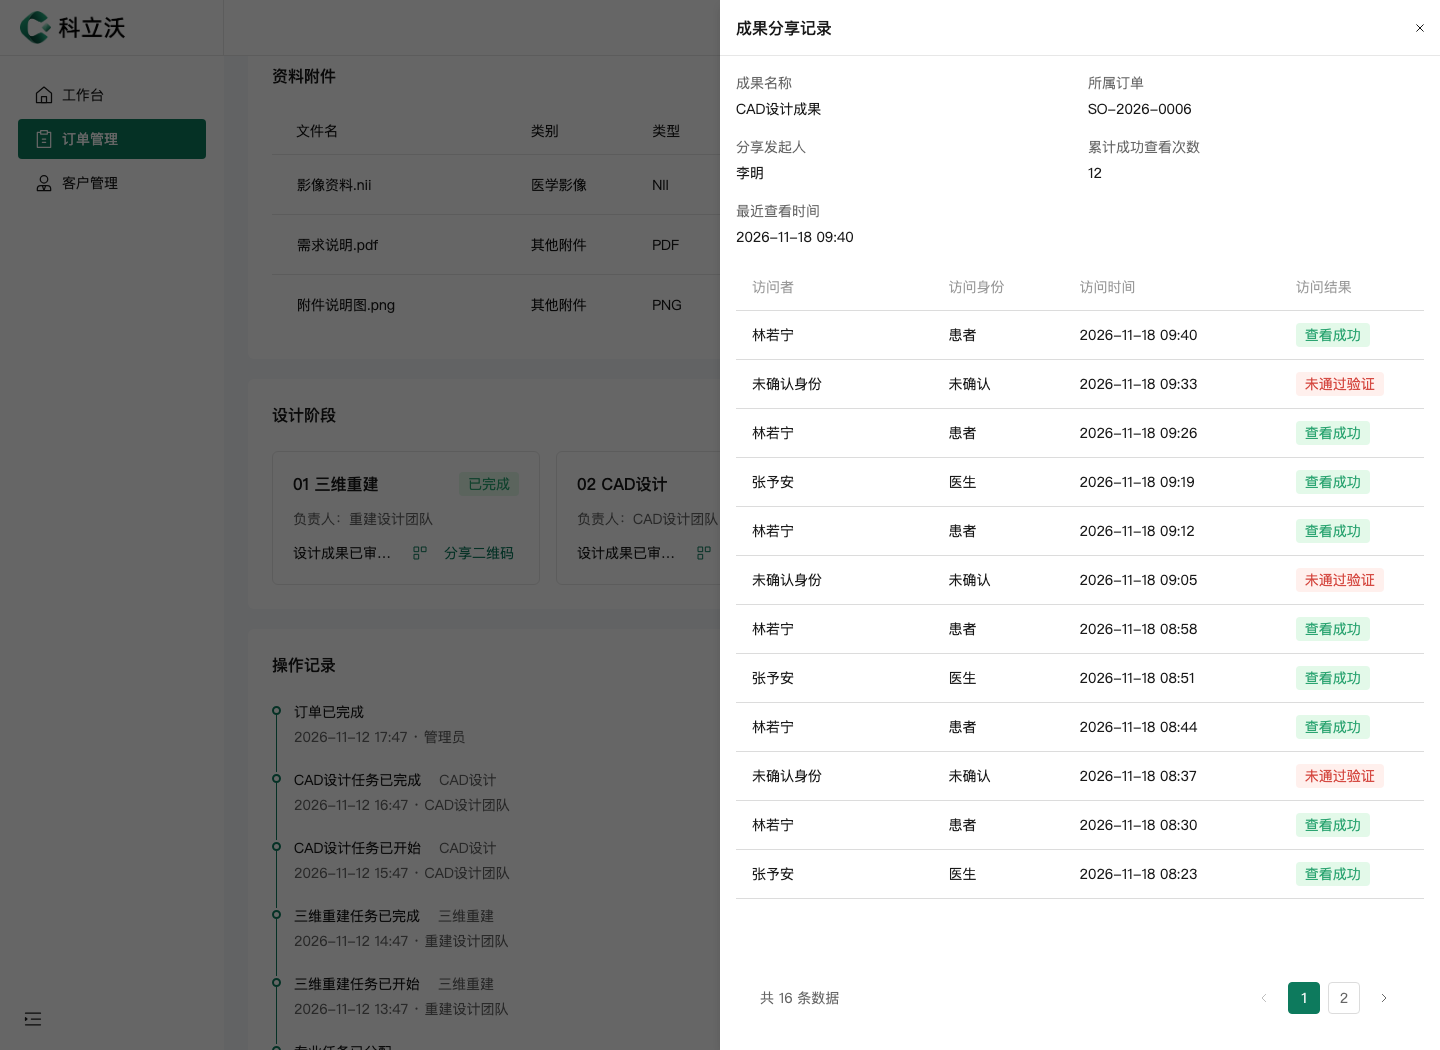 科立沃
工作台
订单管理
客户管理
资料附件
文件名 类别 类型
影像资料.nii 医学影像 NII
需求说明.pdf 其他附件 PDF
附件说明图.png 其他附件 PNG
设计阶段
01 三维重建 已完成
负责人：重建设计团队
设计成果已审... 分享二维码
02 CAD设计
负责人：CAD设计团队
设计成果已审...
操作记录
订单已完成
2026-11-12 17:47 · 管理员
CAD设计任务已完成 CAD设计
2026-11-12 16:47 · CAD设计团队
CAD设计任务已开始 CAD设计
2026-11-12 15:47 · CAD设计团队
三维重建任务已完成 三维重建
2026-11-12 14:47 · 重建设计团队
三维重建任务已开始 三维重建
2026-11-12 13:47 · 重建设计团队
成果分享记录
成果名称 所属订单
CAD设计成果 SO-2026-0006
分享发起人 累计成功查看次数
李明 12
最近查看时间
2026-11-18 09:40
访问者 访问身份 访问时间 访问结果
林若宁 患者 2026-11-18 09:40 查看成功
未确认身份 未确认 2026-11-18 09:33 未通过验证
林若宁 患者 2026-11-18 09:26 查看成功
张予安 医生 2026-11-18 09:19 查看成功
林若宁 患者 2026-11-18 09:12 查看成功
未确认身份 未确认 2026-11-18 09:05 未通过验证
林若宁 患者 2026-11-18 08:58 查看成功
张予安 医生 2026-11-18 08:51 查看成功
林若宁 患者 2026-11-18 08:44 查看成功
未确认身份 未确认 2026-11-18 08:37 未通过验证
林若宁 患者 2026-11-18 08:30 查看成功
张予安 医生 2026-11-18 08:23 查看成功
共 16 条数据 1 2